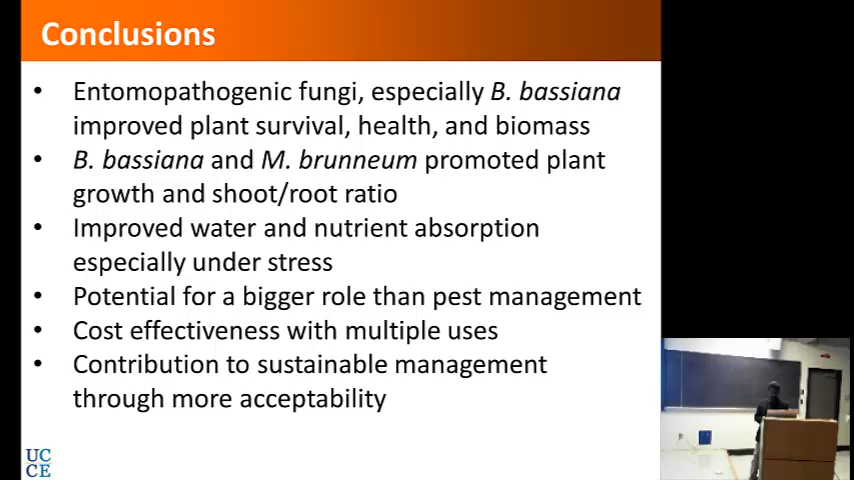 Conclusions
• Entomopathogenic fungi, especially B. bassiana
improved plant survival, health, and biomass
• B. bassiana and M. brunneum promoted plant
growth and shoot/root ratio
• Improved water and nutrient absorption
especially under stress
• Potential for a bigger role than pest management
• Cost effectiveness with multiple uses
• Contribution to sustainable management
through more acceptability
UC
CE